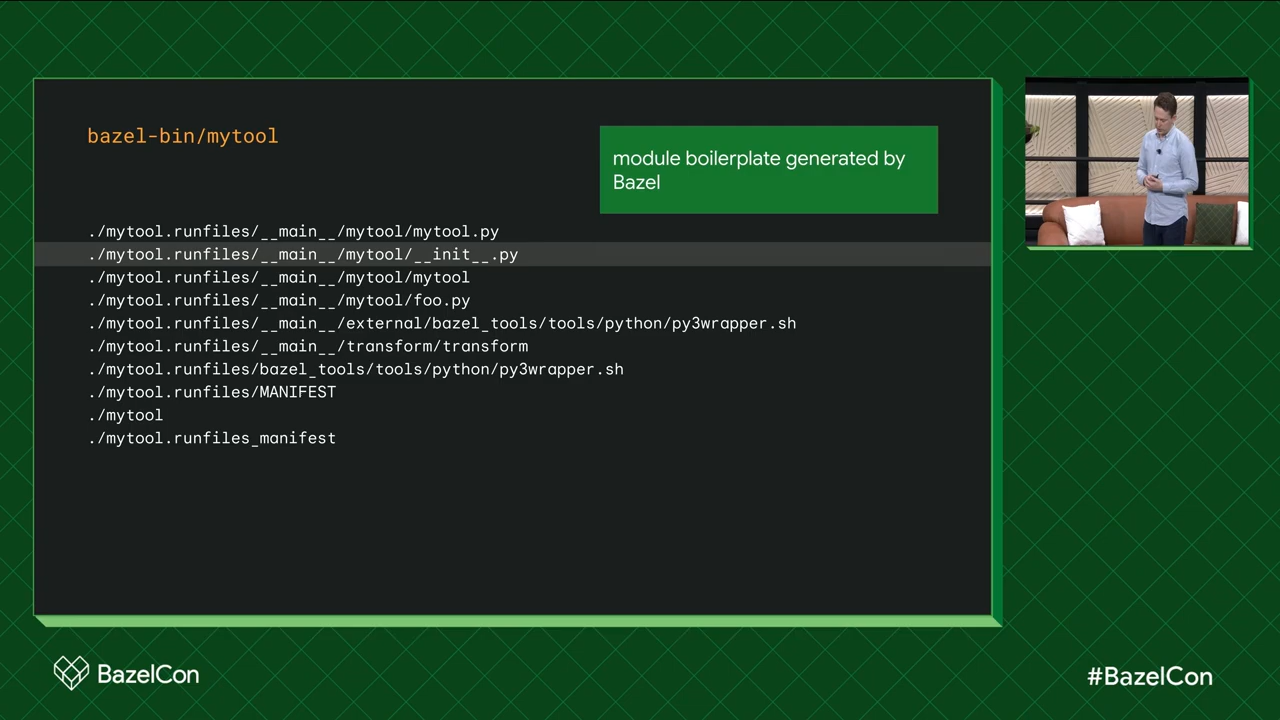 bazel-bin/mytool
module boilerplate generated by
Bazel
./mytool.runfiles/__main__/mytool/mytool.py
./mytool.runfiles/__main__/mytool/__init__.py
./mytool.runfiles/__main__/mytool/mytool
./mytool.runfiles/__main__/mytool/foo.py
./mytool.runfiles/__main__/external/bazel_tools/tools/python/py3wrapper.sh
./mytool.runfiles/__main__/transform/transform
./mytool.runfiles/bazel_tools/tools/python/py3wrapper.sh
./mytool.runfiles/MANIFEST
./mytool
./mytool.runfiles_manifest
BazelCon
#BazelCon